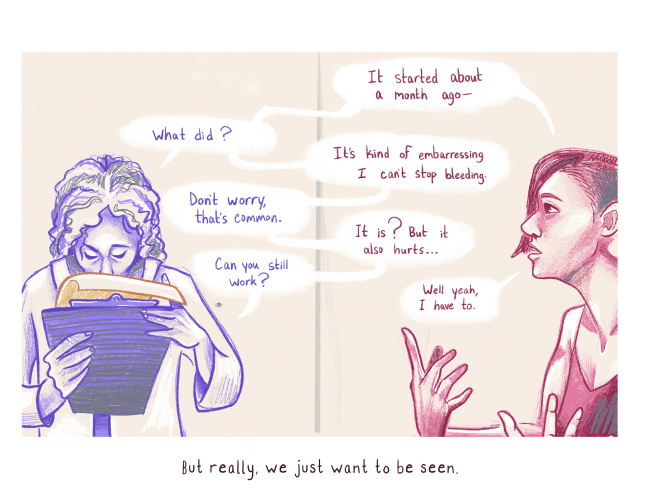 It started about
a month ago—
What did?
It's kind of embarressing
I can't stop bleeding.
Don't worry,
that's common.
It is? But it
also hurts...
Can you still
work?
Well yeah,
I have to.
But really, we just want to be seen.